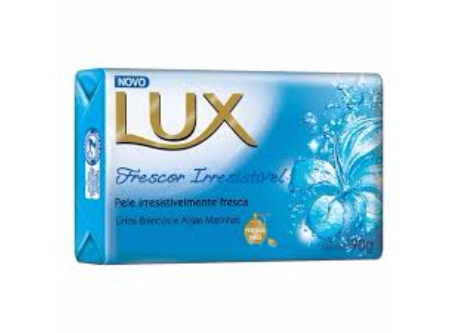 NOVO
LUX
Frescor Irresistível
Pele irresistivelmente fresca
Lírios Brancos e Algas Marinhas
90g